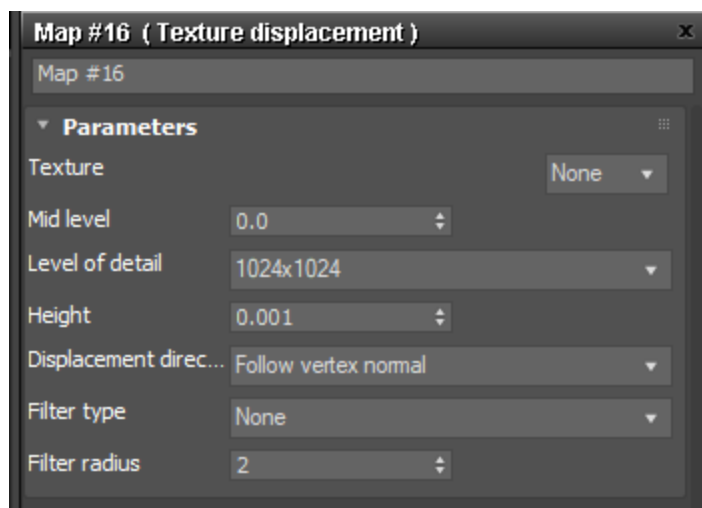 Map #16 ( Texture displacement ) x
Map #16
Parameters
Texture None
Mid level 0.0
Level of detail 1024x1024
Height 0.001
Displacement direc... Follow vertex normal
Filter type None
Filter radius 2